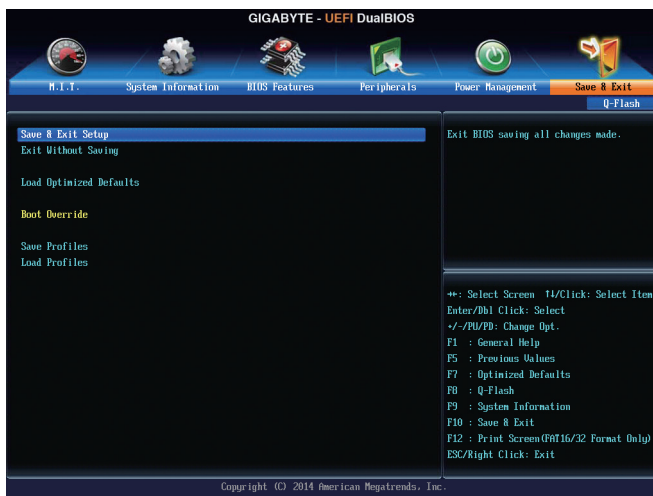 GIGABYTE - UEFI DualBIOS
M.I.T. System Information BIOS Features Peripherals Power Management Save & Exit
Q-Flash
Save & Exit Setup
Exit Without Saving
Load Optimized Defaults
Boot Override
Save Profiles
Load Profiles
Exit BIOS saving all changes made.
→←: Select Screen ↑↓/Click: Select Item
Enter/Dbl Click: Select
+/-/PU/PD: Change Opt.
F1 : General Help
F5 : Previous Values
F7 : Optimized Defaults
F8 : Q-Flash
F9 : System Information
F10 : Save & Exit
F12 : Print Screen(FAT16/32 Format Only)
ESC/Right Click: Exit
Copyright (C) 2014 American Megatrends, Inc.